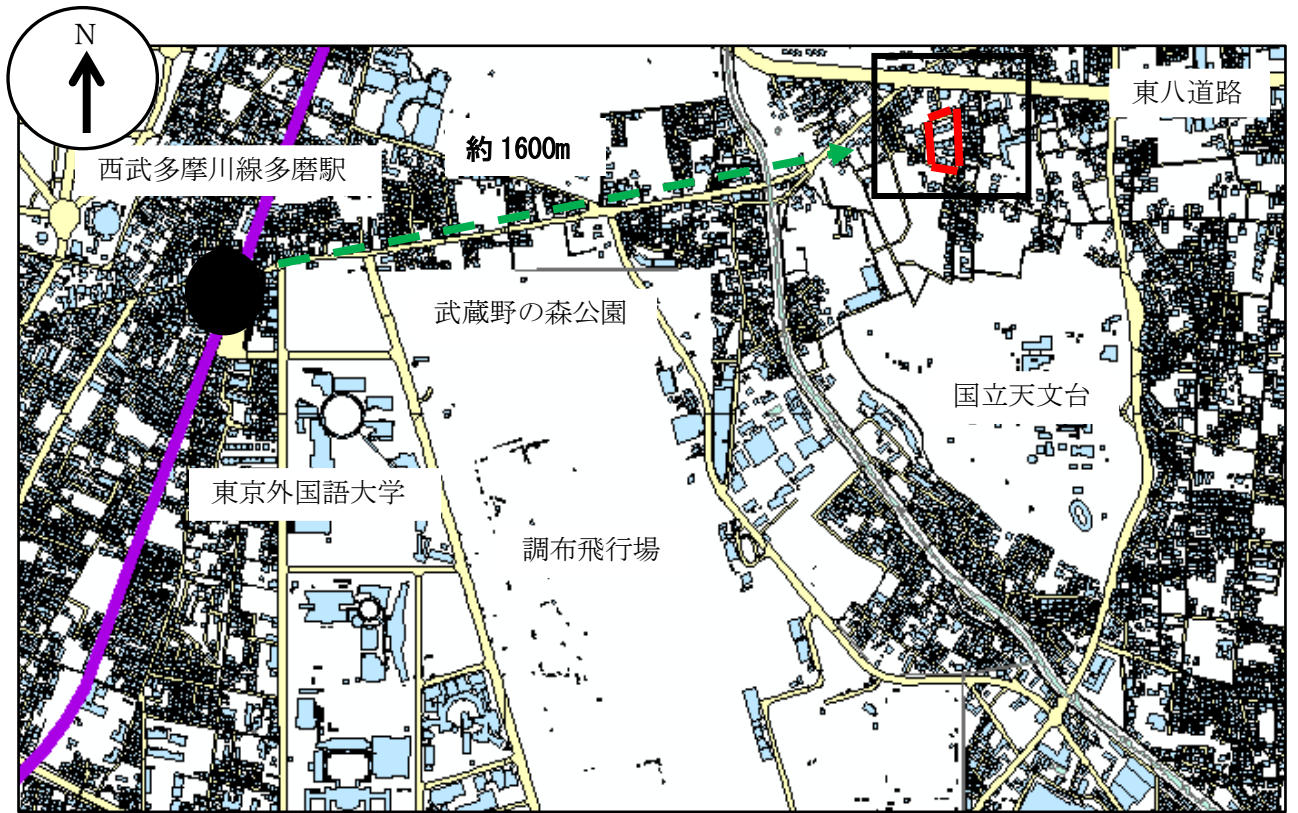 N
東八道路
約 1600m
西武多摩川線多磨駅
武蔵野の森公園
国立天文台
東京外国語大学
調布飛行場